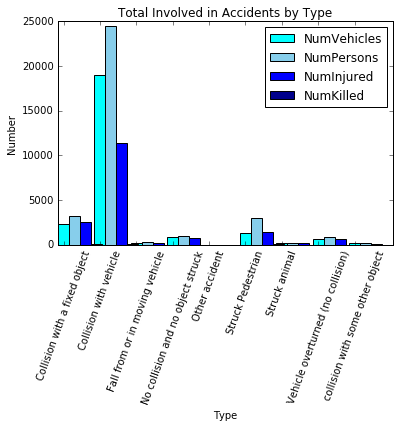 Total Involved in Accidents by Type
25000
20000
15000
10000
5000
0
Number
NumVehicles
NumPersons
NumInjured
NumKilled
Collision with a fixed object
Collision with vehicle
Fall from or in moving vehicle
No collision and no object struck
Other accident
Struck Pedestrian
Struck animal
Vehicle overturned (no collision)
collision with some other object
Type